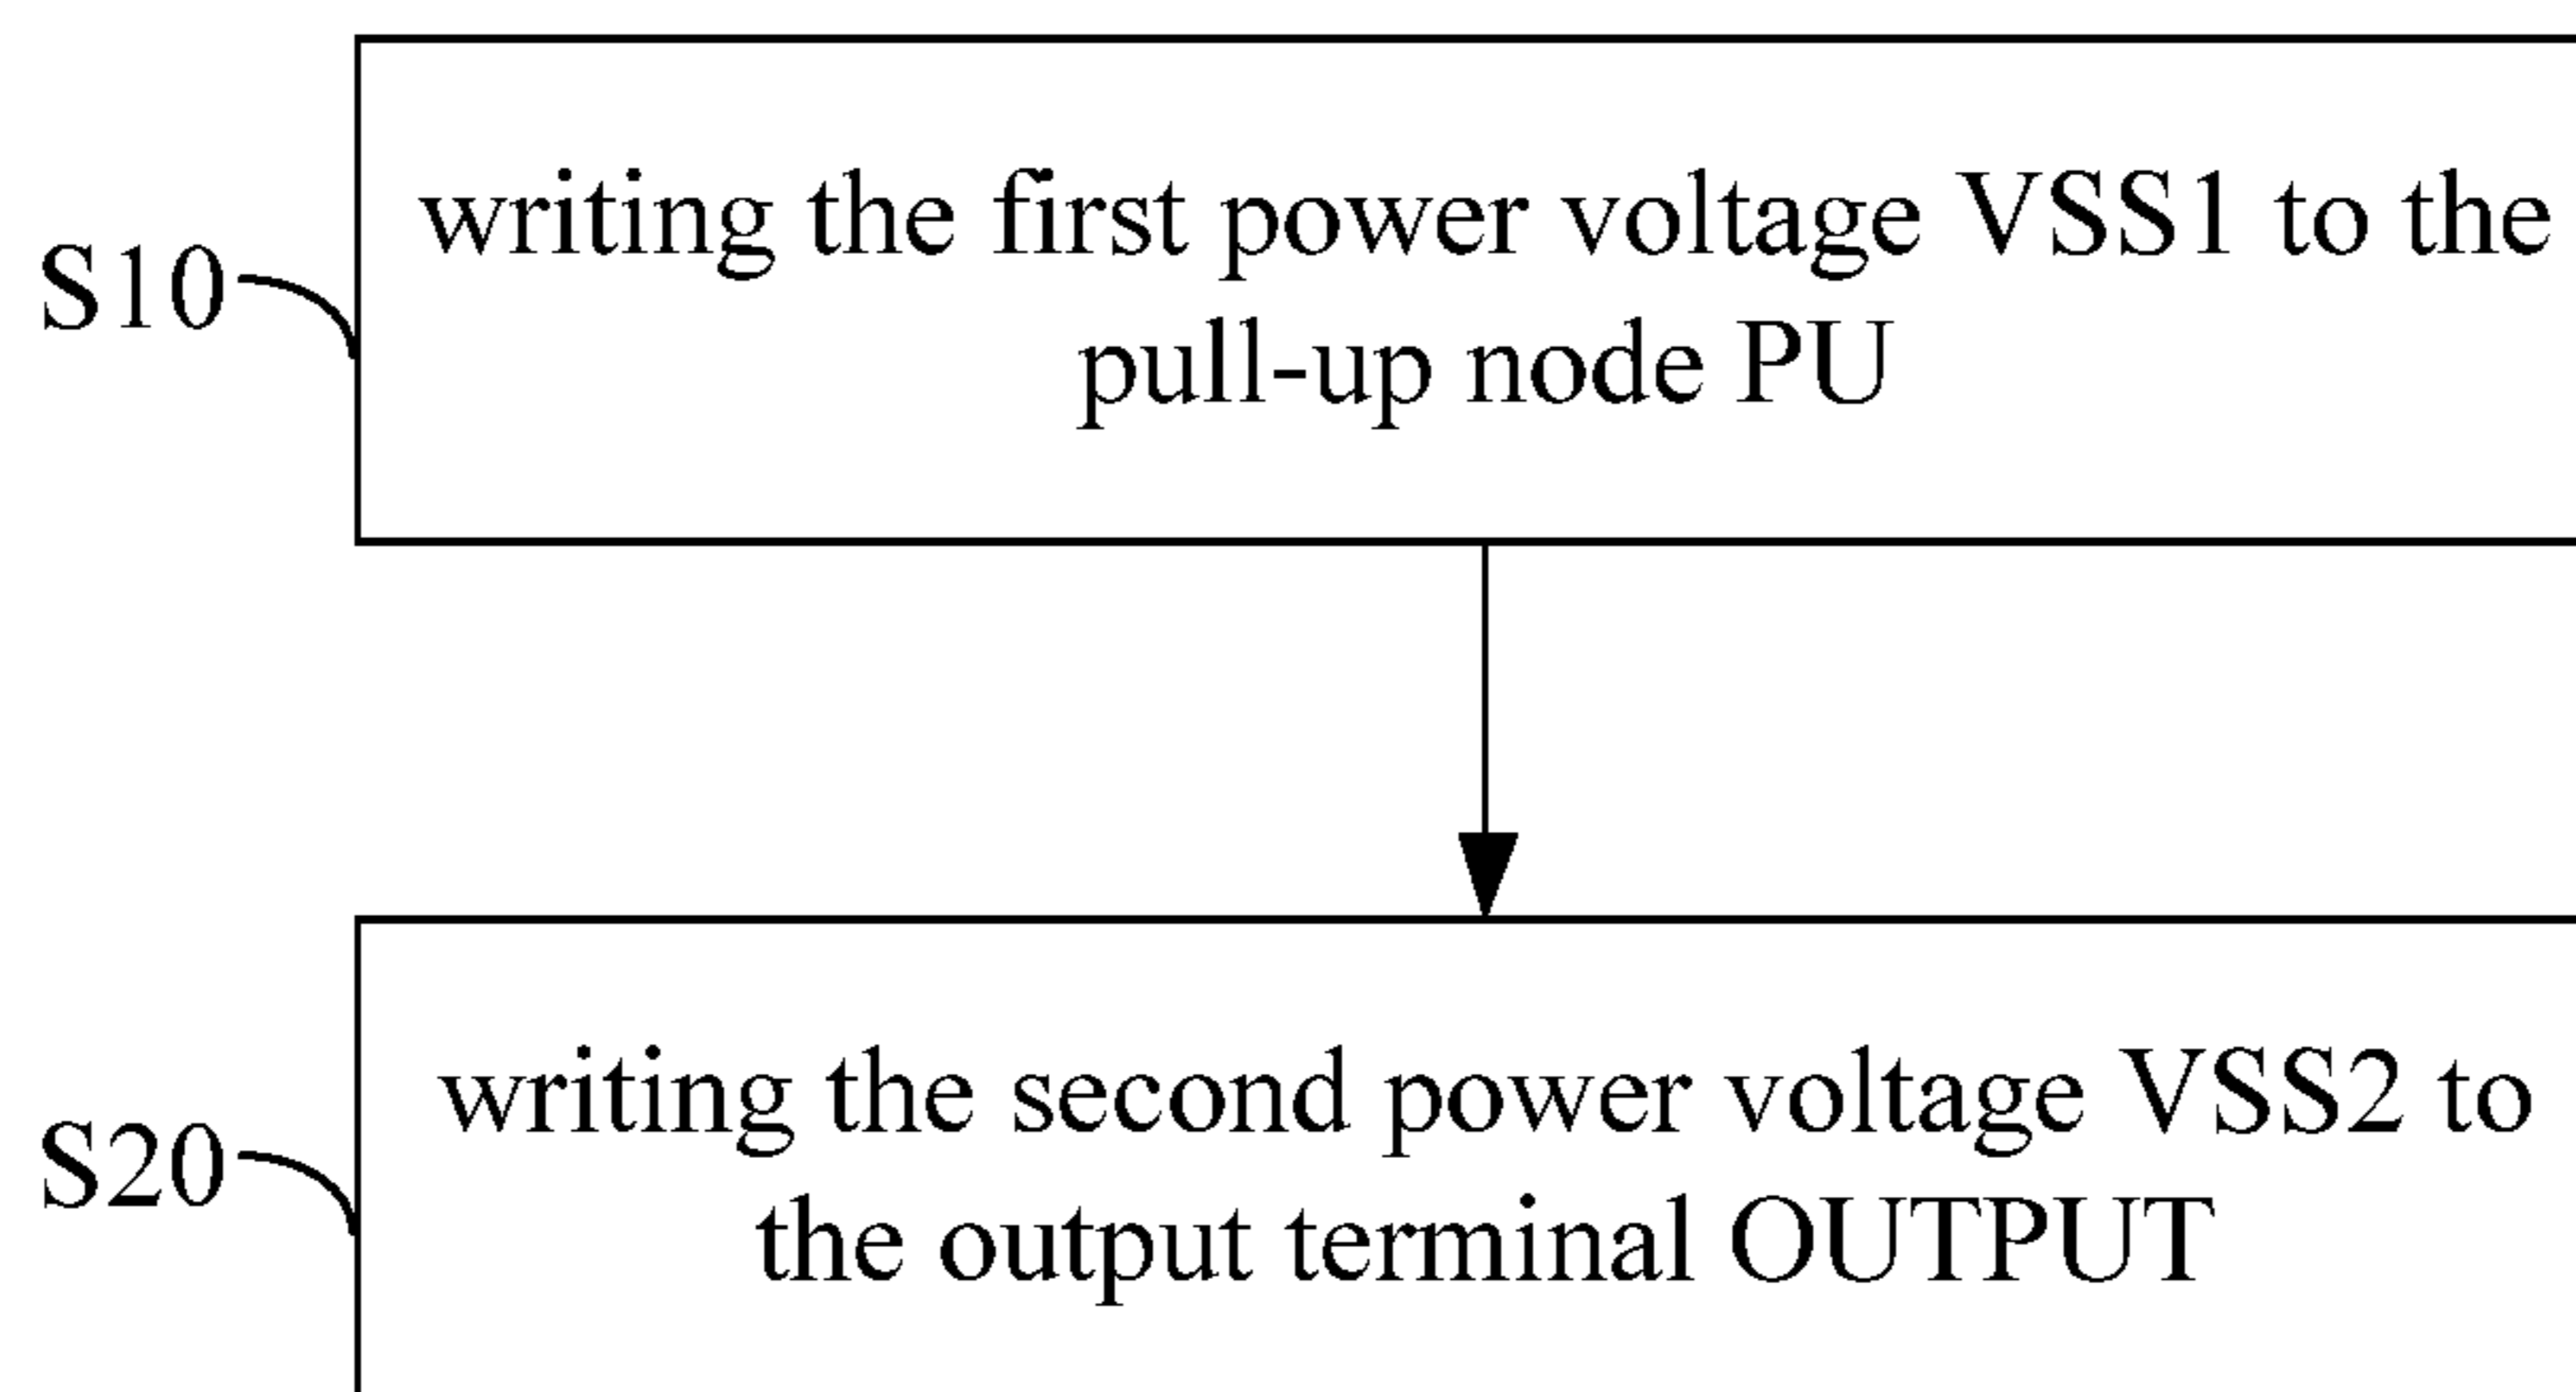 S10
writing the first power voltage VSS1 to the
pull-up node PU
S20
writing the second power voltage VSS2 to
the output terminal OUTPUT